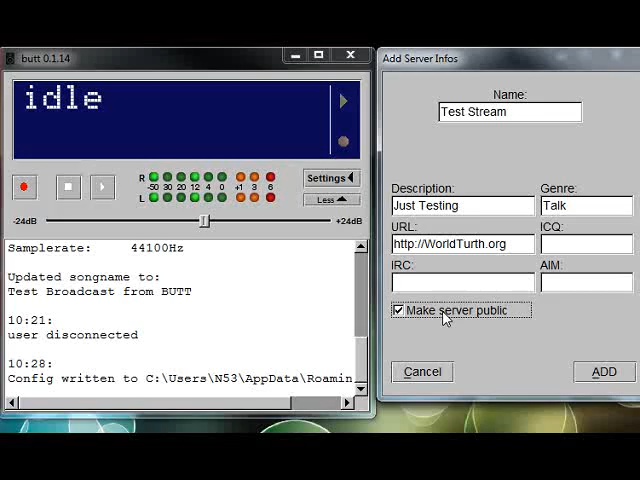 butt 0.1.14
idle
R
-50 30 20 12 4 0 +1 3 6
L
Settings
Less
-24dB
+24dB
Samplerate: 44100Hz
Updated songname to:
Test Broadcast from BUTT
10:21:
user disconnected
10:28:
Config written to C:\Users\N53\AppData\Roamin
Add Server Infos
Name:
Test Stream
Description: Genre:
Just Testing Talk
URL: ICQ:
http://WorldTurth.org
IRC: AIM:
Make server public
Cancel ADD